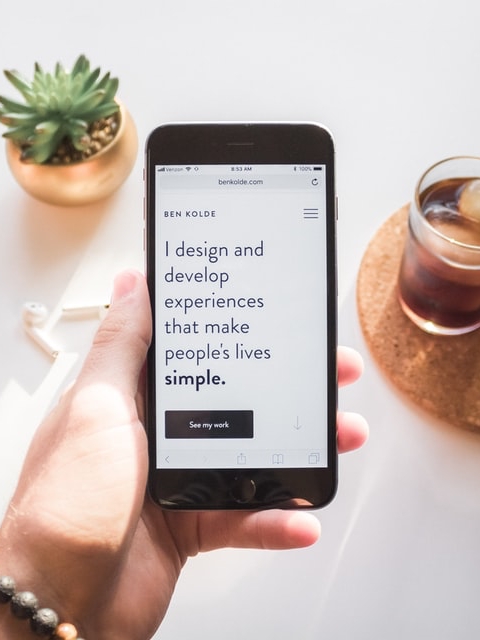 Verizon 8:53 AM 100%
benkolde.com
BEN KOLDE
I design and
develop
experiences
that make
people's lives
simple.
See my work